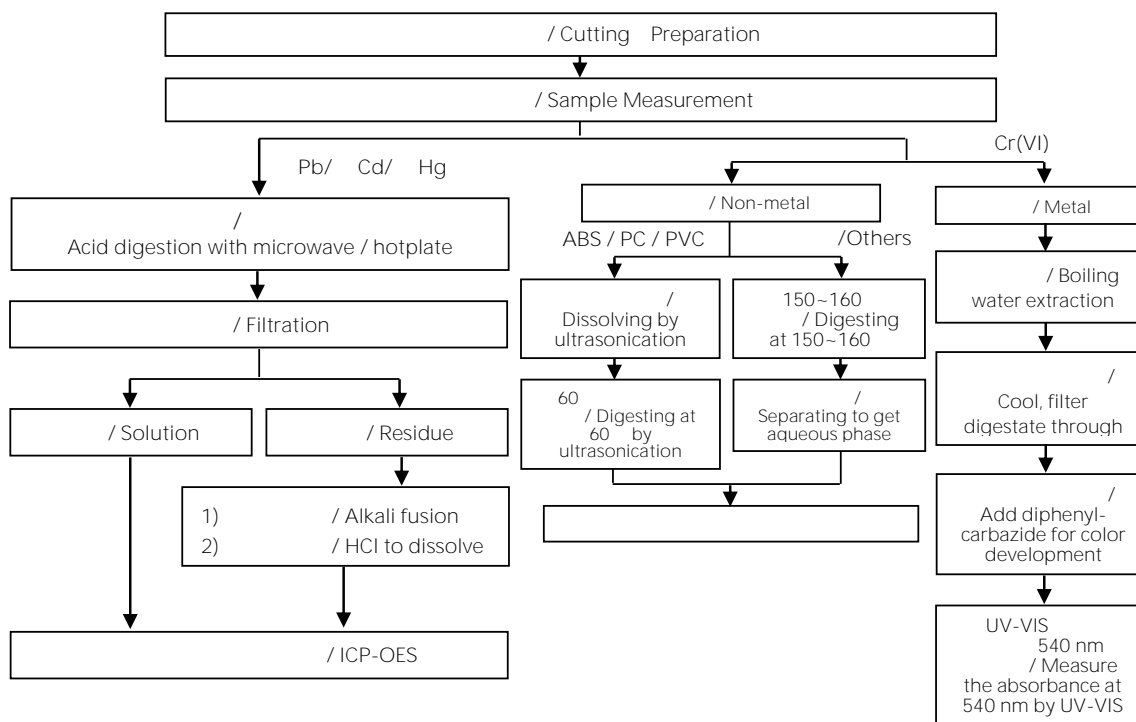 / Cutting Preparation
/ Sample Measurement
Pb/ Cd/ Hg
Cr(VI)
/
Acid digestion with microwave / hotplate
/ Filtration
/ Solution
/ Residue
1) / Alkali fusion
2) / HCl to dissolve
/ ICP-OES
/ Non-metal
ABS / PC / PVC
/Others
/
Dissolving by
ultrasonication
60
/ Digesting at
60 by
ultrasonication
150~160
/ Digesting
at 150~160
/
Separating to get
aqueous phase
/ Metal
/ Boiling
water extraction
/
Cool, filter
digestate through
/
Add diphenyl-
carbazide for color
development
UV-VIS
540 nm
/ Measure
the absorbance at
540 nm by UV-VIS